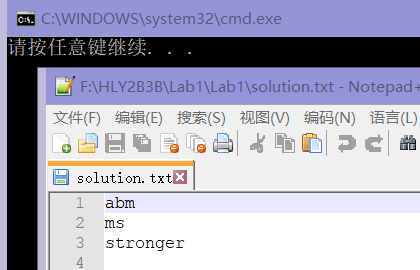 C:\WINDOWS\system32\cmd.exe
请按任意键继续. . .
F:\HLY2B3B\Lab1\Lab1\solution.txt - Notepad+
文件(F) 编辑(E) 搜索(S) 视图(V) 编码(N) 语言(L)
solution.txt
1 abm
2 ms
3 stronger
4